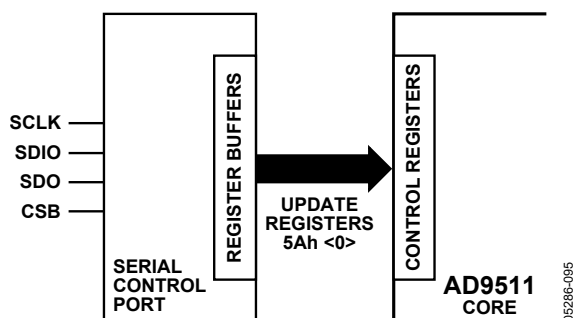 SCLK
SDIO
SDO
CSB
SERIAL
CONTROL
PORT
REGISTER BUFFERS
UPDATE
REGISTERS
5Ah <0>
CONTROL REGISTERS
AD9511
CORE
05286-095